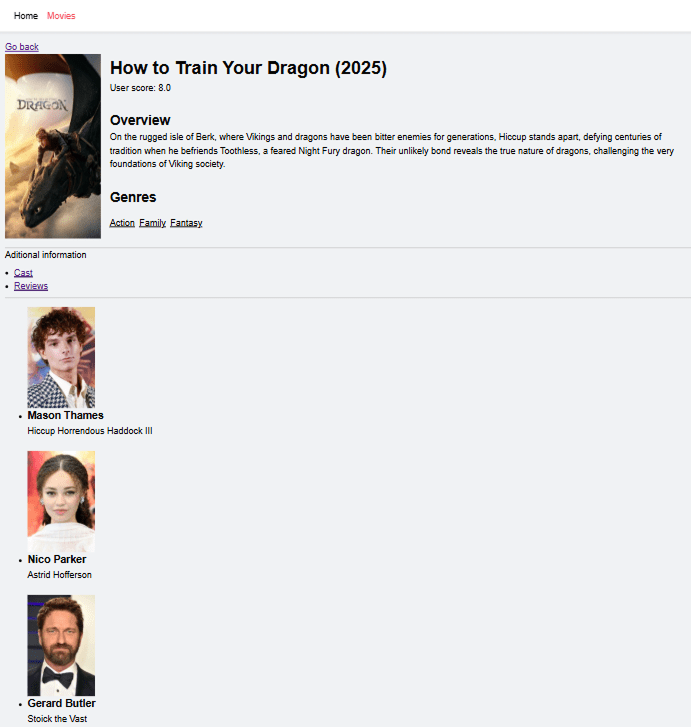 Home Movies
Go back
DRAGON
How to Train Your Dragon (2025)
User score: 8.0
Overview
On the rugged isle of Berk, where Vikings and dragons have been bitter enemies for generations, Hiccup stands apart, defying centuries of
tradition when he befriends Toothless, a feared Night Fury dragon. Their unlikely bond reveals the true nature of dragons, challenging the very
foundations of Viking society.
Genres
Action Family Fantasy
Aditional information
• Cast
• Reviews
• Mason Thames
Hiccup Horrendous Haddock III
• Nico Parker
Astrid Hofferson
• Gerard Butler
Stoick the Vast